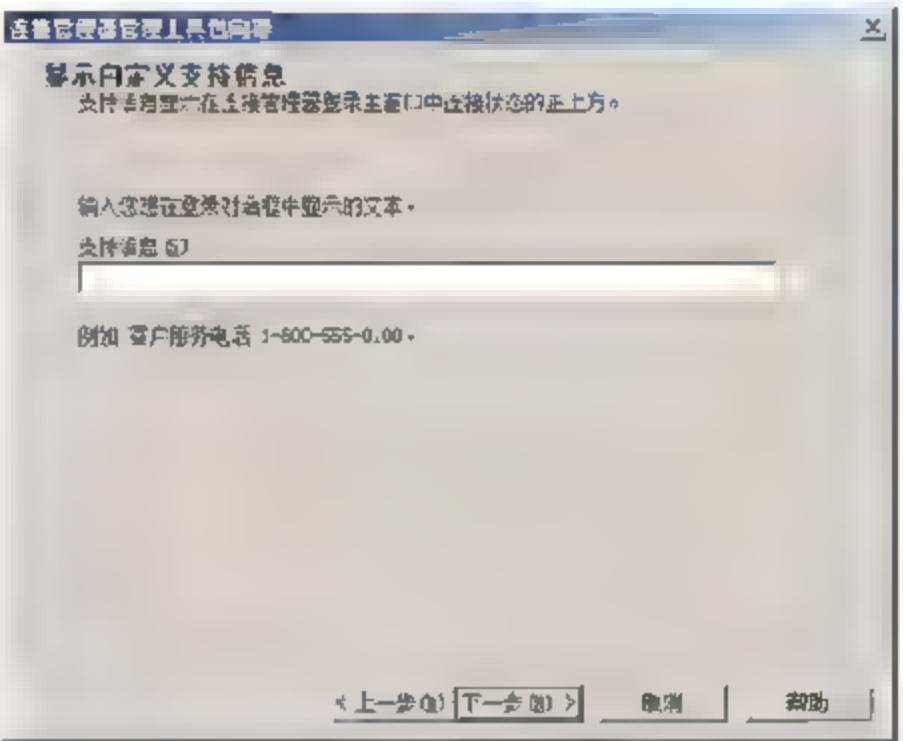 连接管理器管理工具包向导
显示自定义支持信息
支持信息显示在连接管理器登录主窗口中连接状态的正上方。
输入您想在登录对话框中显示的文本。
支持信息(S)
例如 客户服务电话 1-800-555-0100。
< 上一步(B)
下一步(N) >
取消
帮助